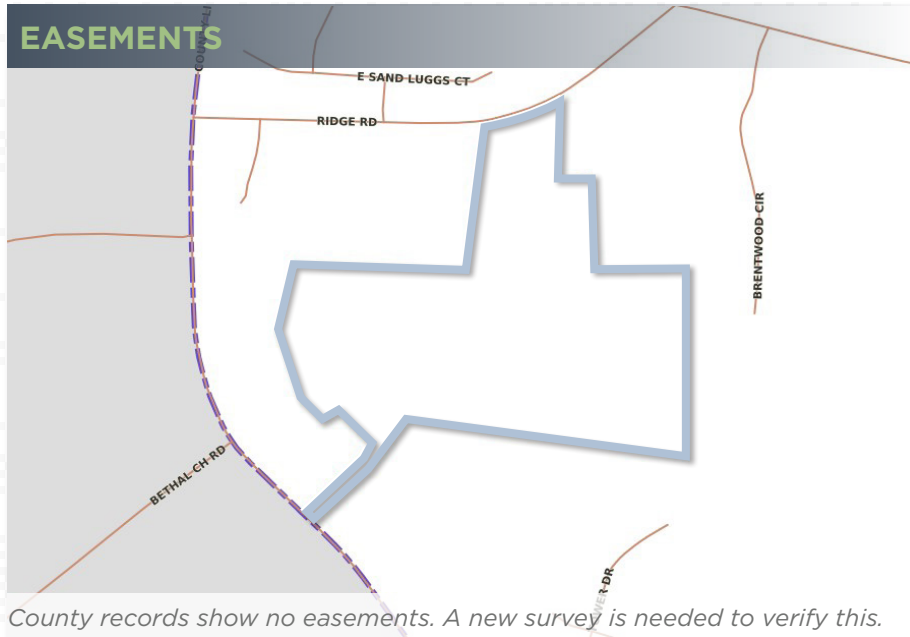 EASEMENTS
E SAND LUGGS CT
RIDGE RD
BRENTWOOD CIR
BETHAL CH RD
DR
County records show no easements. A new survey is needed to verify this.